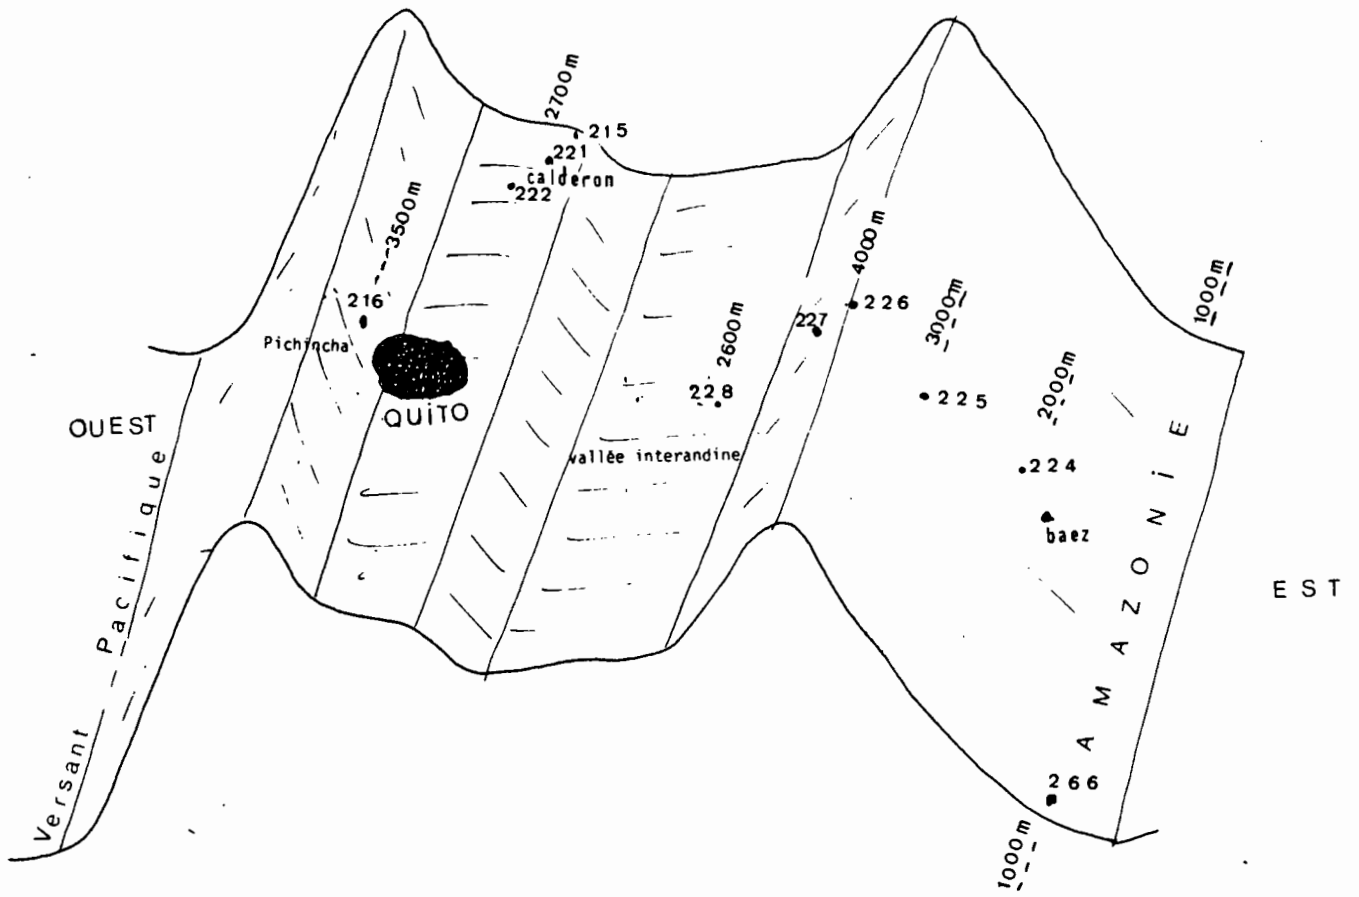 2700m
215
221
calderon
222
3500m
4000m
1000m
216
226
3000m
227
Pichincha
2600m
2000m
228
225
OUEST
QUiTO
vallée interandine
224
baez
EST
Versant Pacifique
AMAZONiE
266
1000m